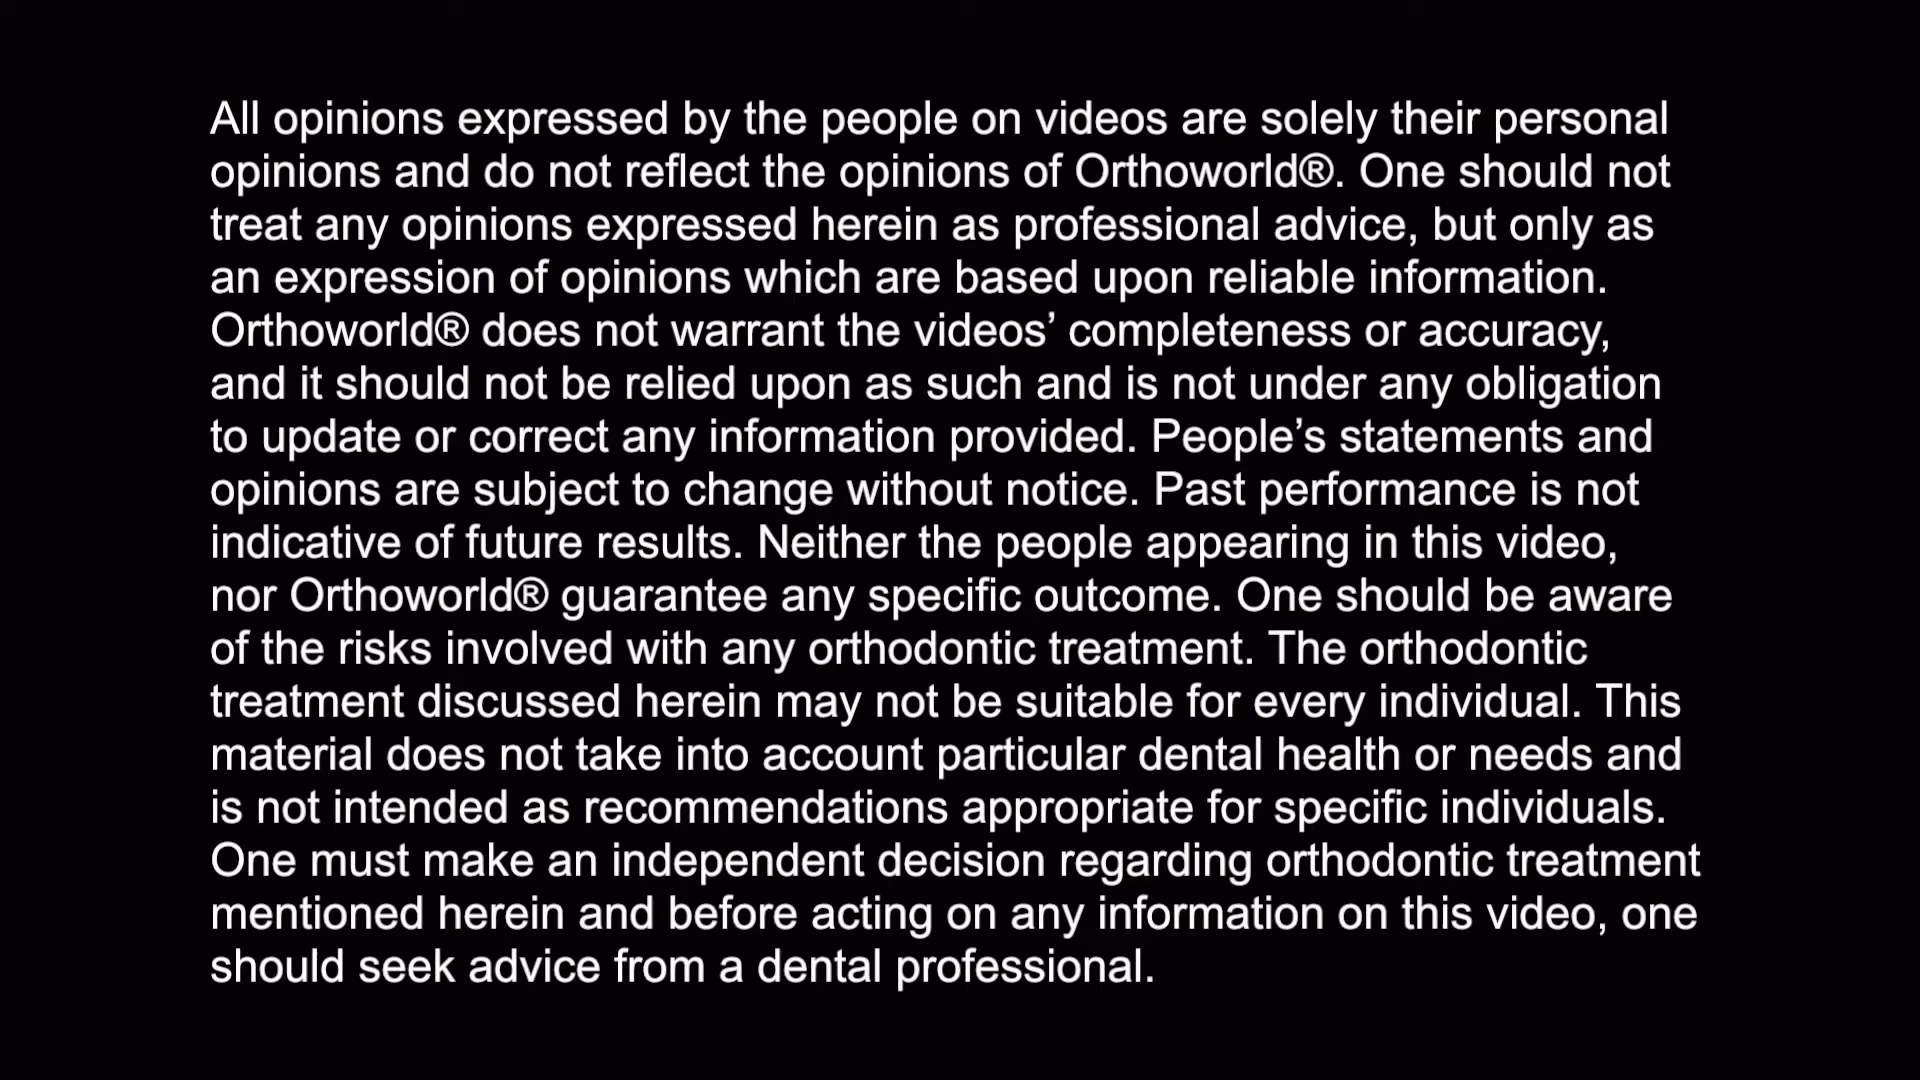 All opinions expressed by the people on videos are solely their personal
opinions and do not reflect the opinions of Orthoworld®. One should not
treat any opinions expressed herein as professional advice, but only as
an expression of opinions which are based upon reliable information.
Orthoworld® does not warrant the videos’ completeness or accuracy,
and it should not be relied upon as such and is not under any obligation
to update or correct any information provided. People’s statements and
opinions are subject to change without notice. Past performance is not
indicative of future results. Neither the people appearing in this video,
nor Orthoworld® guarantee any specific outcome. One should be aware
of the risks involved with any orthodontic treatment. The orthodontic
treatment discussed herein may not be suitable for every individual. This
material does not take into account particular dental health or needs and
is not intended as recommendations appropriate for specific individuals.
One must make an independent decision regarding orthodontic treatment
mentioned herein and before acting on any information on this video, one
should seek advice from a dental professional.